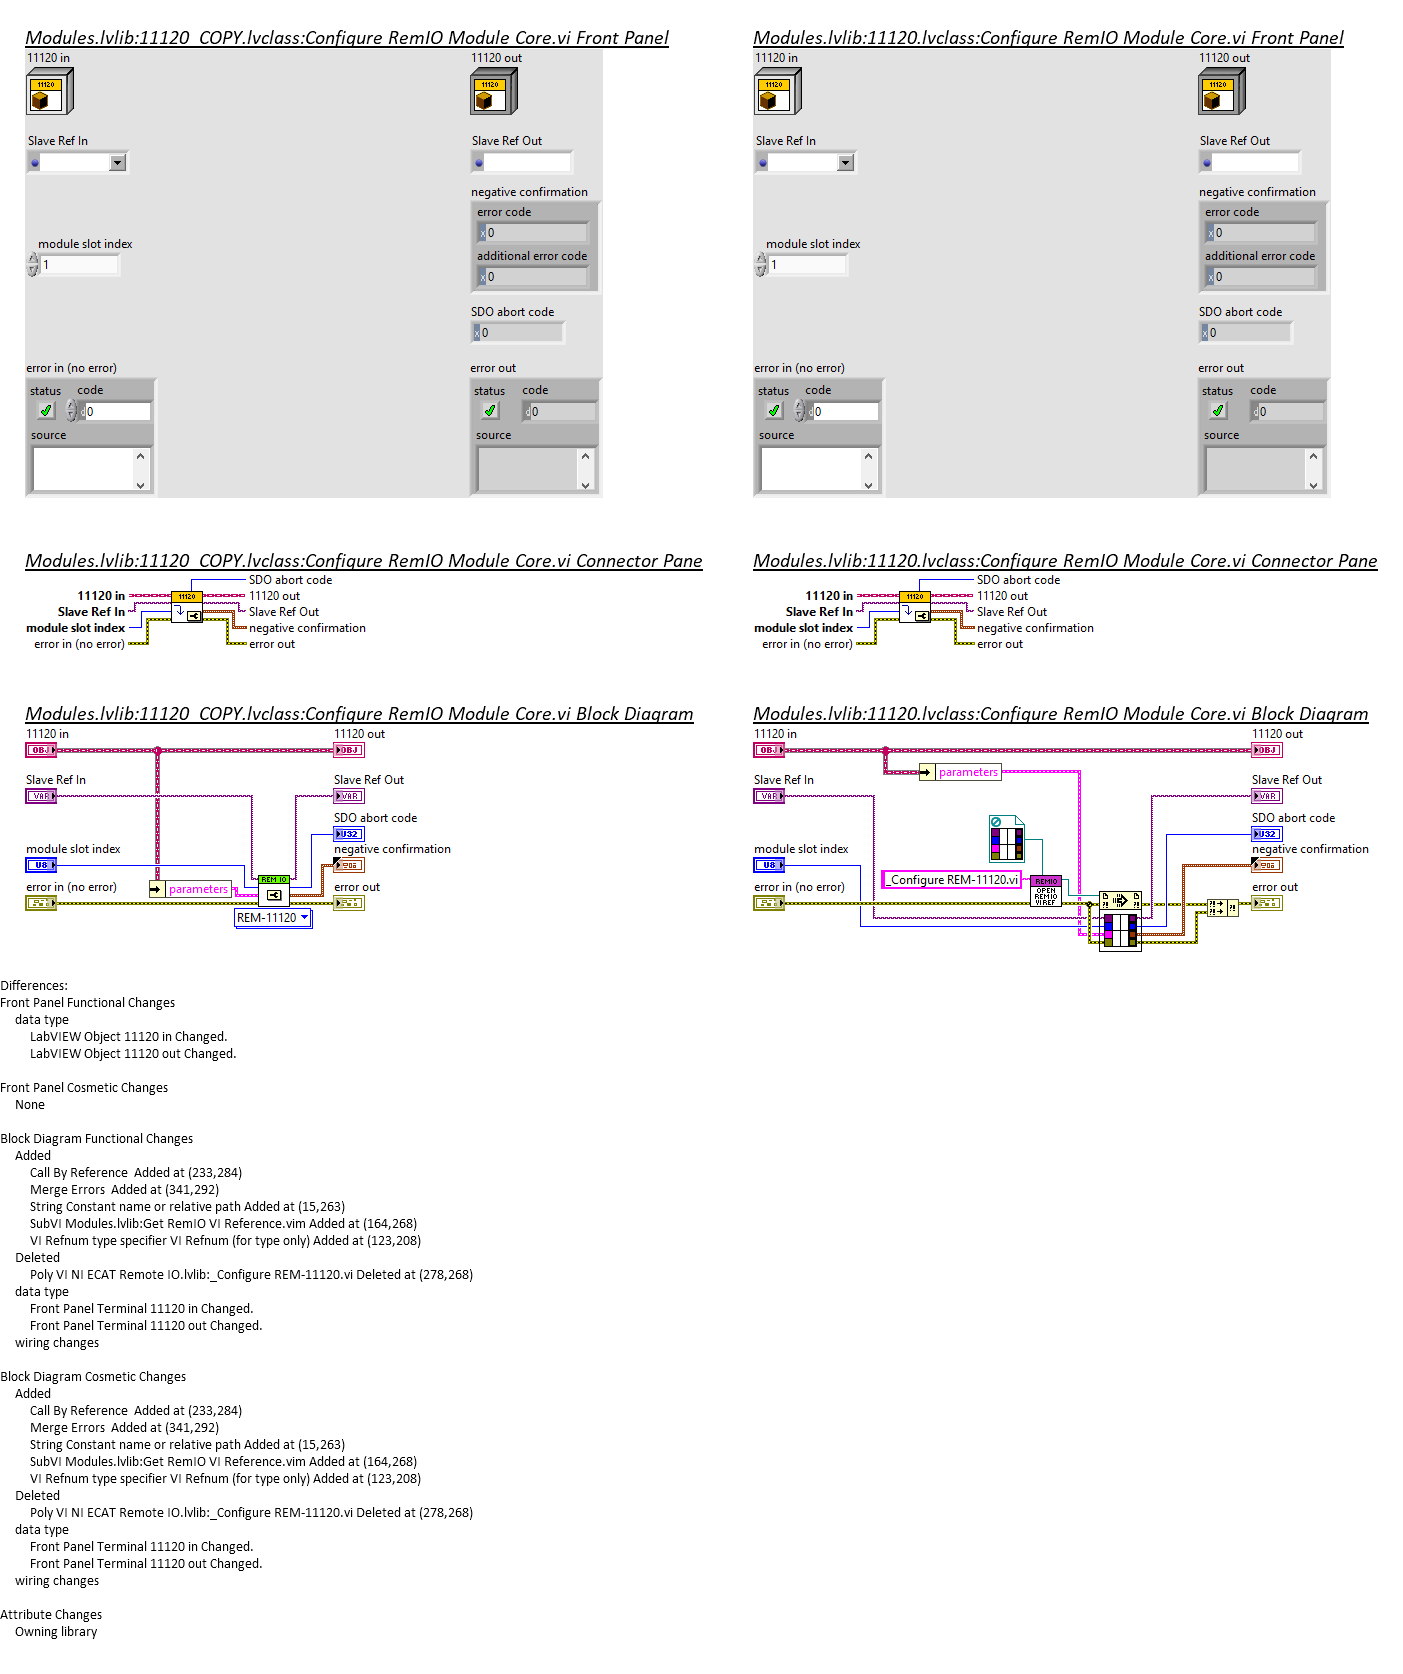 Modules.lvlib:11120_COPY.lvclass:Configure RemIO Module Core.vi Front Panel
11120 in
11120 out
11120
11120
Slave Ref In
Slave Ref Out
negative confirmation
error code
x0
module slot index
1
additional error code
x0
SDO abort code
x0
error in (no error)
error out
status
code
status
code
d0
d0
source
source
Modules.lvlib:11120.lvclass:Configure RemIO Module Core.vi Front Panel
11120 in
11120 out
11120
11120
Slave Ref In
Slave Ref Out
negative confirmation
error code
x0
module slot index
1
additional error code
x0
SDO abort code
x0
error in (no error)
error out
status
code
status
code
d0
d0
source
source
Modules.lvlib:11120_COPY.lvclass:Configure RemIO Module Core.vi Connector Pane
SDO abort code
11120 in
11120
11120 out
Slave Ref In
Slave Ref Out
module slot index
negative confirmation
error in (no error)
error out
Modules.lvlib:11120.lvclass:Configure RemIO Module Core.vi Connector Pane
SDO abort code
11120 in
11120
11120 out
Slave Ref In
Slave Ref Out
module slot index
negative confirmation
error in (no error)
error out
Modules.lvlib:11120_COPY.lvclass:Configure RemIO Module Core.vi Block Diagram
11120 in
11120 out
OBJ
OBJ
Slave Ref In
Slave Ref Out
VAR
VAR
SDO abort code
U32
module slot index
negative confirmation
U8
error in (no error)
parameters
REM IO
error out
REM-11120
Modules.lvlib:11120.lvclass:Configure RemIO Module Core.vi Block Diagram
11120 in
11120 out
OBJ
OBJ
parameters
Slave Ref In
Slave Ref Out
VAR
VAR
SDO abort code
U32
module slot index
negative confirmation
U8
error in (no error)
_Configure REM-11120.vi
REMIO
OPEN
REMIO
VI REF
error out
Differences:
Front Panel Functional Changes
data type
LabVIEW Object 11120 in Changed.
LabVIEW Object 11120 out Changed.
Front Panel Cosmetic Changes
None
Block Diagram Functional Changes
Added
Call By Reference  Added at (233,284)
Merge Errors  Added at (341,292)
String Constant name or relative path Added at (15,263)
SubVI Modules.lvlib:Get RemIO VI Reference.vim Added at (164,268)
VI Refnum type specifier VI Refnum (for type only) Added at (123,208)
Deleted
Poly VI NI ECAT Remote IO.lvlib:_Configure REM-11120.vi Deleted at (278,268)
data type
Front Panel Terminal 11120 in Changed.
Front Panel Terminal 11120 out Changed.
wiring changes
Block Diagram Cosmetic Changes
Added
Call By Reference  Added at (233,284)
Merge Errors  Added at (341,292)
String Constant name or relative path Added at (15,263)
SubVI Modules.lvlib:Get RemIO VI Reference.vim Added at (164,268)
VI Refnum type specifier VI Refnum (for type only) Added at (123,208)
Deleted
Poly VI NI ECAT Remote IO.lvlib:_Configure REM-11120.vi Deleted at (278,268)
data type
Front Panel Terminal 11120 in Changed.
Front Panel Terminal 11120 out Changed.
wiring changes
Attribute Changes
Owning library